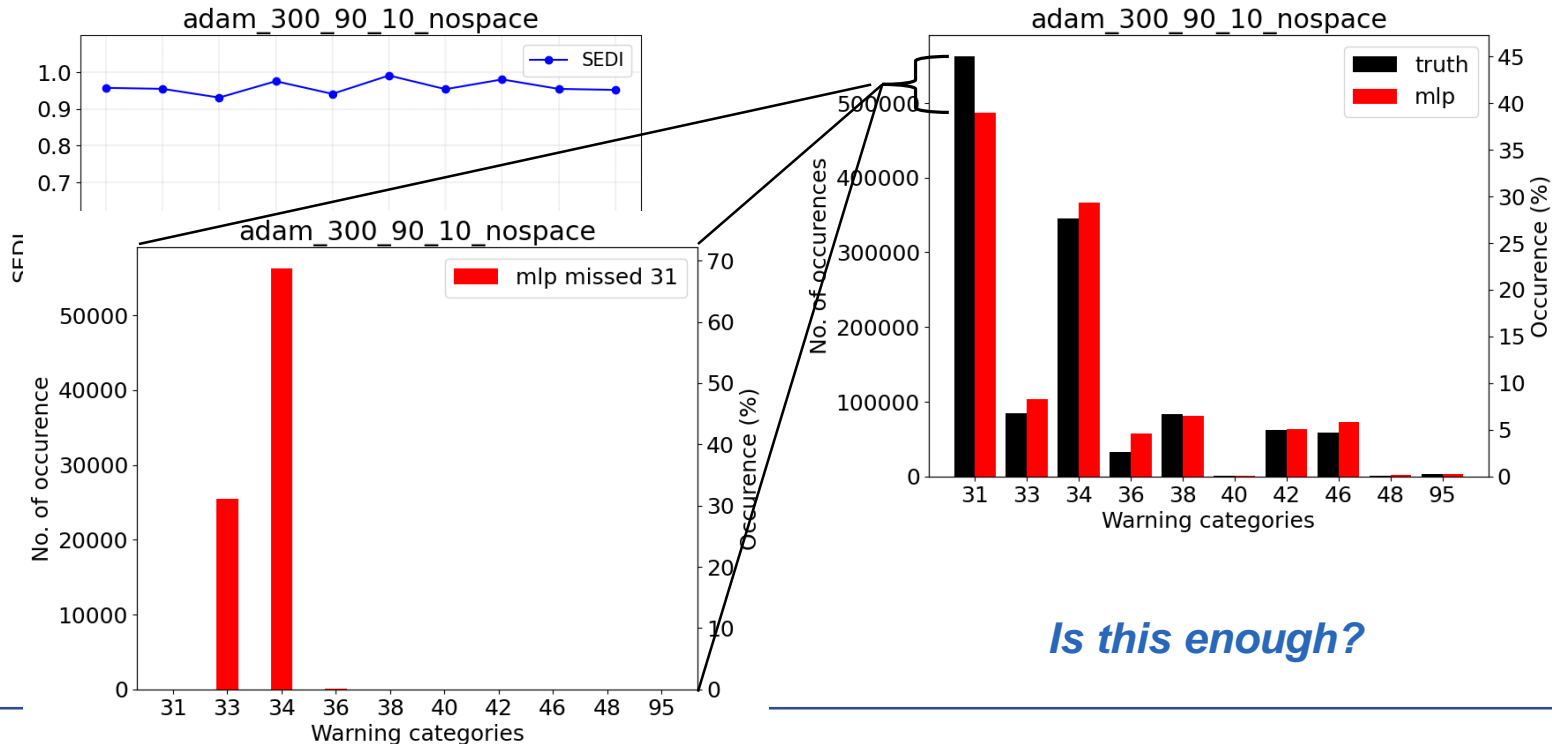 adam_300_90_10_nospace
SEDI
1.0
0.9
0.8
0.7
adam_300_90_10_nospace
mlp missed 31
No. of occurence
50000
40000
30000
20000
10000
0
70
60
50
40
30
20
10
0
Occurence (%)
31 33 34 36 38 40 42 46 48 95
Warning categories
adam_300_90_10_nospace
truth
mlp
No. of occurences
500000
400000
300000
200000
100000
0
45
40
35
30
25
20
15
10
5
0
Occurence (%)
31 33 34 36 38 40 42 46 48 95
Warning categories
Is this enough?